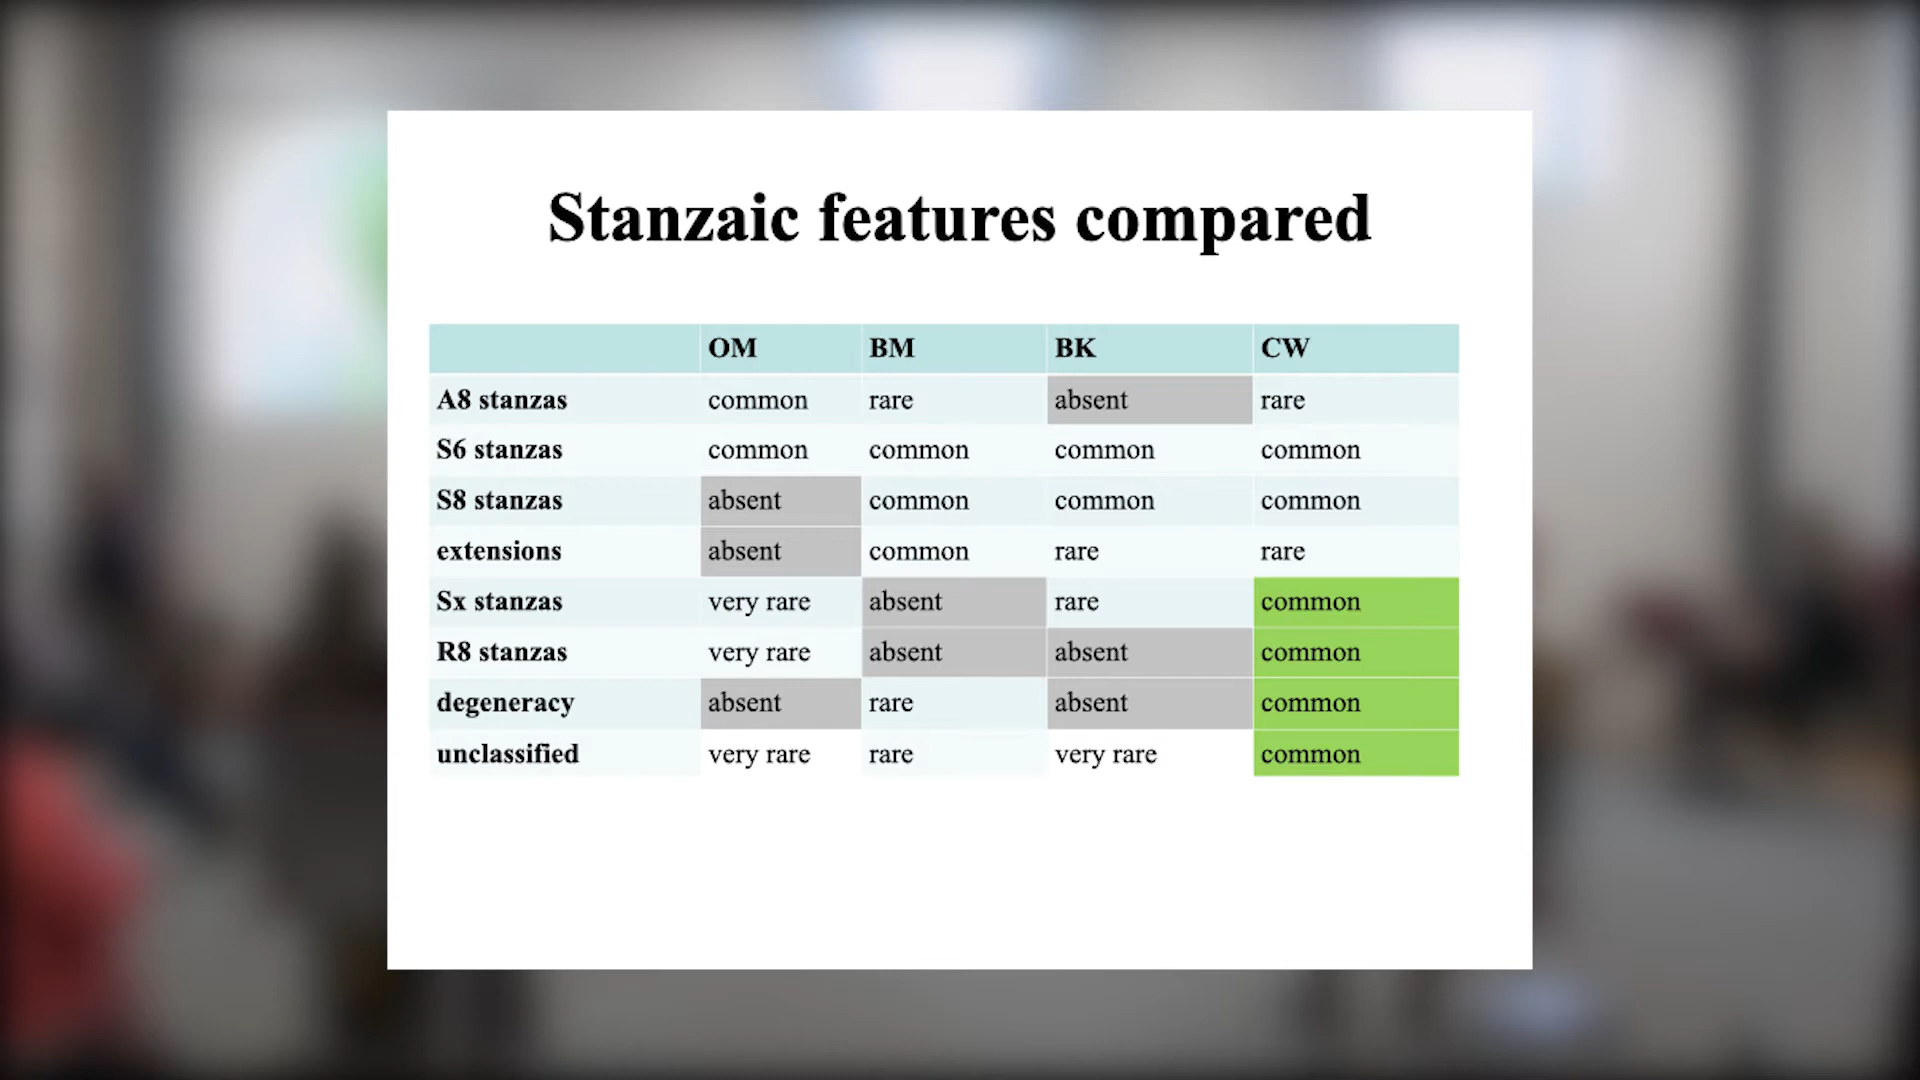 Stanzaic features compared
OM BM BK CW
A8 stanzas common rare absent rare
S6 stanzas common common common common
S8 stanzas absent common common common
extensions absent common rare rare
Sx stanzas very rare absent rare common
R8 stanzas very rare absent absent common
degeneracy absent rare absent common
unclassified very rare rare very rare common